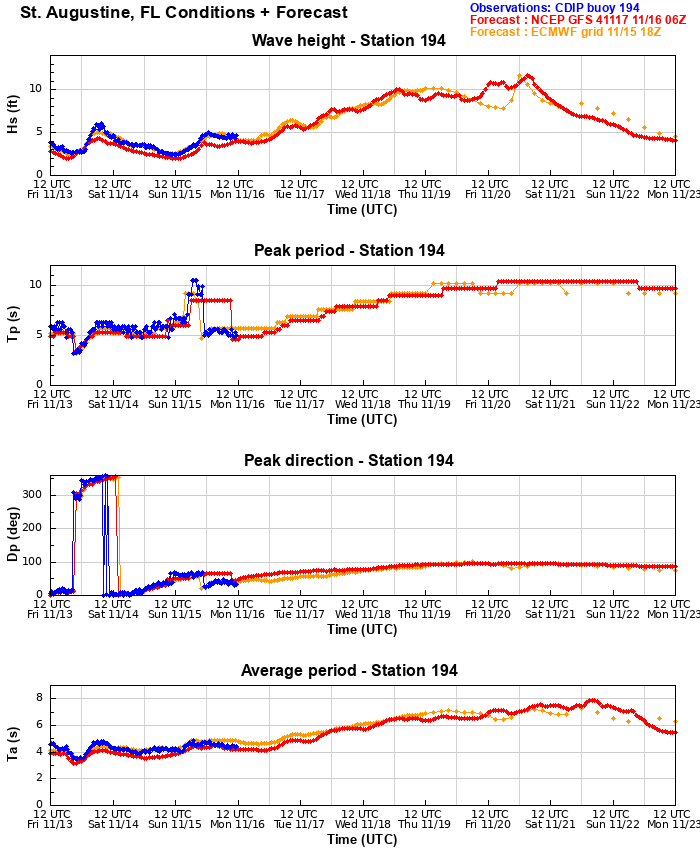 St. Augustine, FL Conditions + Forecast
Observations: CDIP buoy 194
Forecast : NCEP GFS 41117 11/16 06Z
Forecast : ECMWF grid 11/15 18Z
Wave height - Station 194
Hs (ft)
10
5
0
12 UTC 12 UTC 12 UTC 12 UTC 12 UTC 12 UTC 12 UTC 12 UTC 12 UTC 12 UTC 12 UTC
Fri 11/13 Sat 11/14 Sun 11/15 Mon 11/16 Tue 11/17 Wed 11/18 Thu 11/19 Fri 11/20 Sat 11/21 Sun 11/22 Mon 11/23
Time (UTC)
Peak period - Station 194
Tp (s)
10
5
0
12 UTC 12 UTC 12 UTC 12 UTC 12 UTC 12 UTC 12 UTC 12 UTC 12 UTC 12 UTC 12 UTC
Fri 11/13 Sat 11/14 Sun 11/15 Mon 11/16 Tue 11/17 Wed 11/18 Thu 11/19 Fri 11/20 Sat 11/21 Sun 11/22 Mon 11/23
Time (UTC)
Peak direction - Station 194
Dp (deg)
300
200
100
0
12 UTC 12 UTC 12 UTC 12 UTC 12 UTC 12 UTC 12 UTC 12 UTC 12 UTC 12 UTC 12 UTC
Fri 11/13 Sat 11/14 Sun 11/15 Mon 11/16 Tue 11/17 Wed 11/18 Thu 11/19 Fri 11/20 Sat 11/21 Sun 11/22 Mon 11/23
Time (UTC)
Average period - Station 194
Ta (s)
8
6
4
2
0
12 UTC 12 UTC 12 UTC 12 UTC 12 UTC 12 UTC 12 UTC 12 UTC 12 UTC 12 UTC 12 UTC
Fri 11/13 Sat 11/14 Sun 11/15 Mon 11/16 Tue 11/17 Wed 11/18 Thu 11/19 Fri 11/20 Sat 11/21 Sun 11/22 Mon 11/23
Time (UTC)